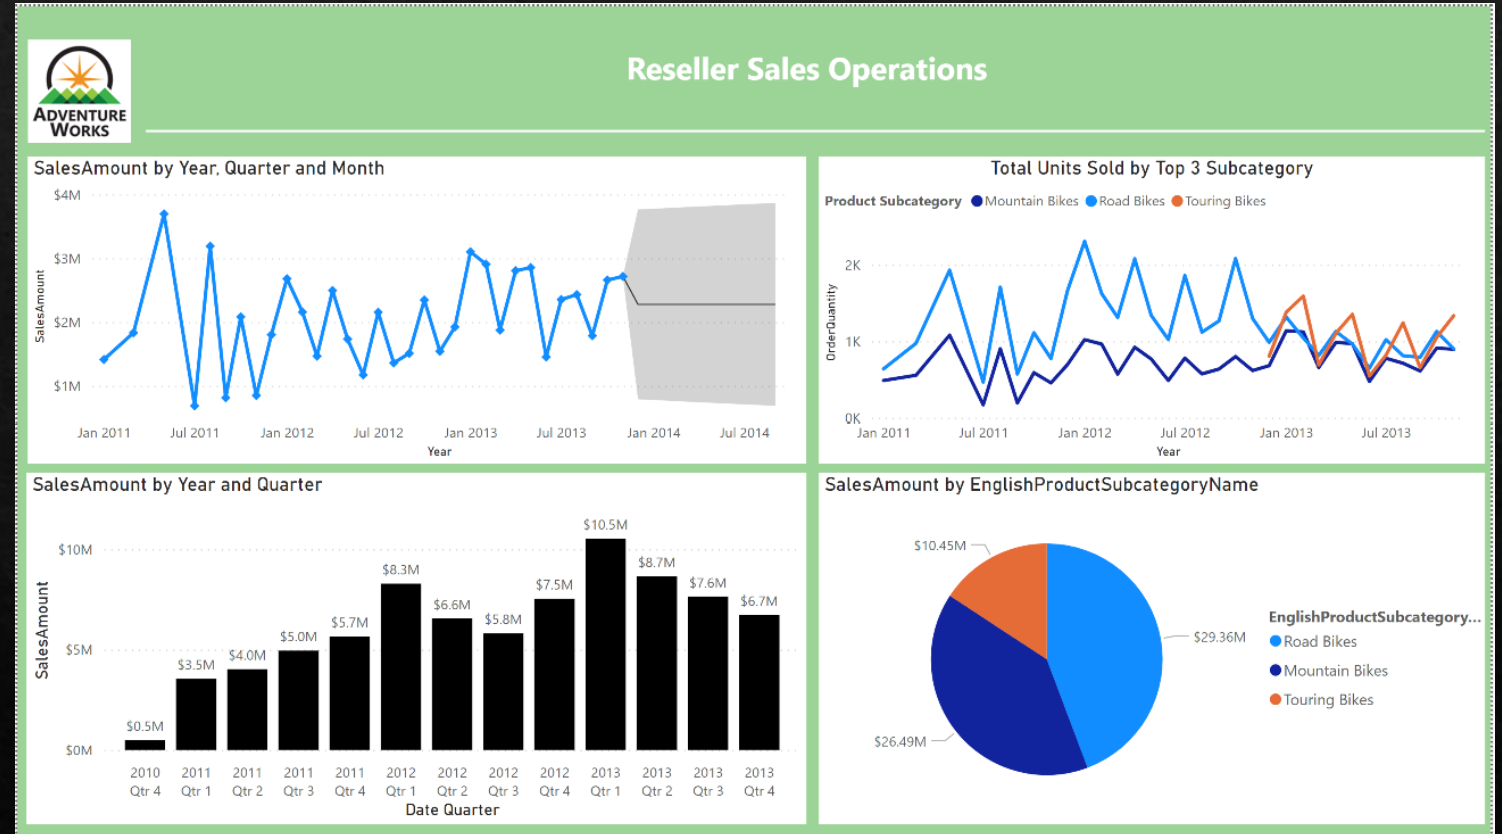 Reseller Sales Operations
ADVENTURE
WORKS
SalesAmount by Year, Quarter and Month
$4M
$3M
$2M
$1M
SalesAmount
Jan 2011 Jul 2011 Jan 2012 Jul 2012 Jan 2013 Jul 2013 Jan 2014 Jul 2014
Year
Total Units Sold by Top 3 Subcategory
Product Subcategory Mountain Bikes Road Bikes Touring Bikes
2K
1K
0K
OrderQuantity
Jan 2011 Jul 2011 Jan 2012 Jul 2012 Jan 2013 Jul 2013
Year
SalesAmount by Year and Quarter
$10M
$5M
$0M
SalesAmount
$0.5M
$3.5M
$4.0M
$5.0M
$5.7M
$8.3M
$6.6M
$5.8M
$7.5M
$10.5M
$8.7M
$7.6M
$6.7M
2010 2011 2011 2011 2011 2012 2012 2012 2012 2013 2013 2013 2013
Qtr 4 Qtr 1 Qtr 2 Qtr 3 Qtr 4 Qtr 1 Qtr 2 Qtr 3 Qtr 4 Qtr 1 Qtr 2 Qtr 3 Qtr 4
Date Quarter
SalesAmount by EnglishProductSubcategoryName
$10.45M
$29.36M
$26.49M
EnglishProductSubcategory...
Road Bikes
Mountain Bikes
Touring Bikes